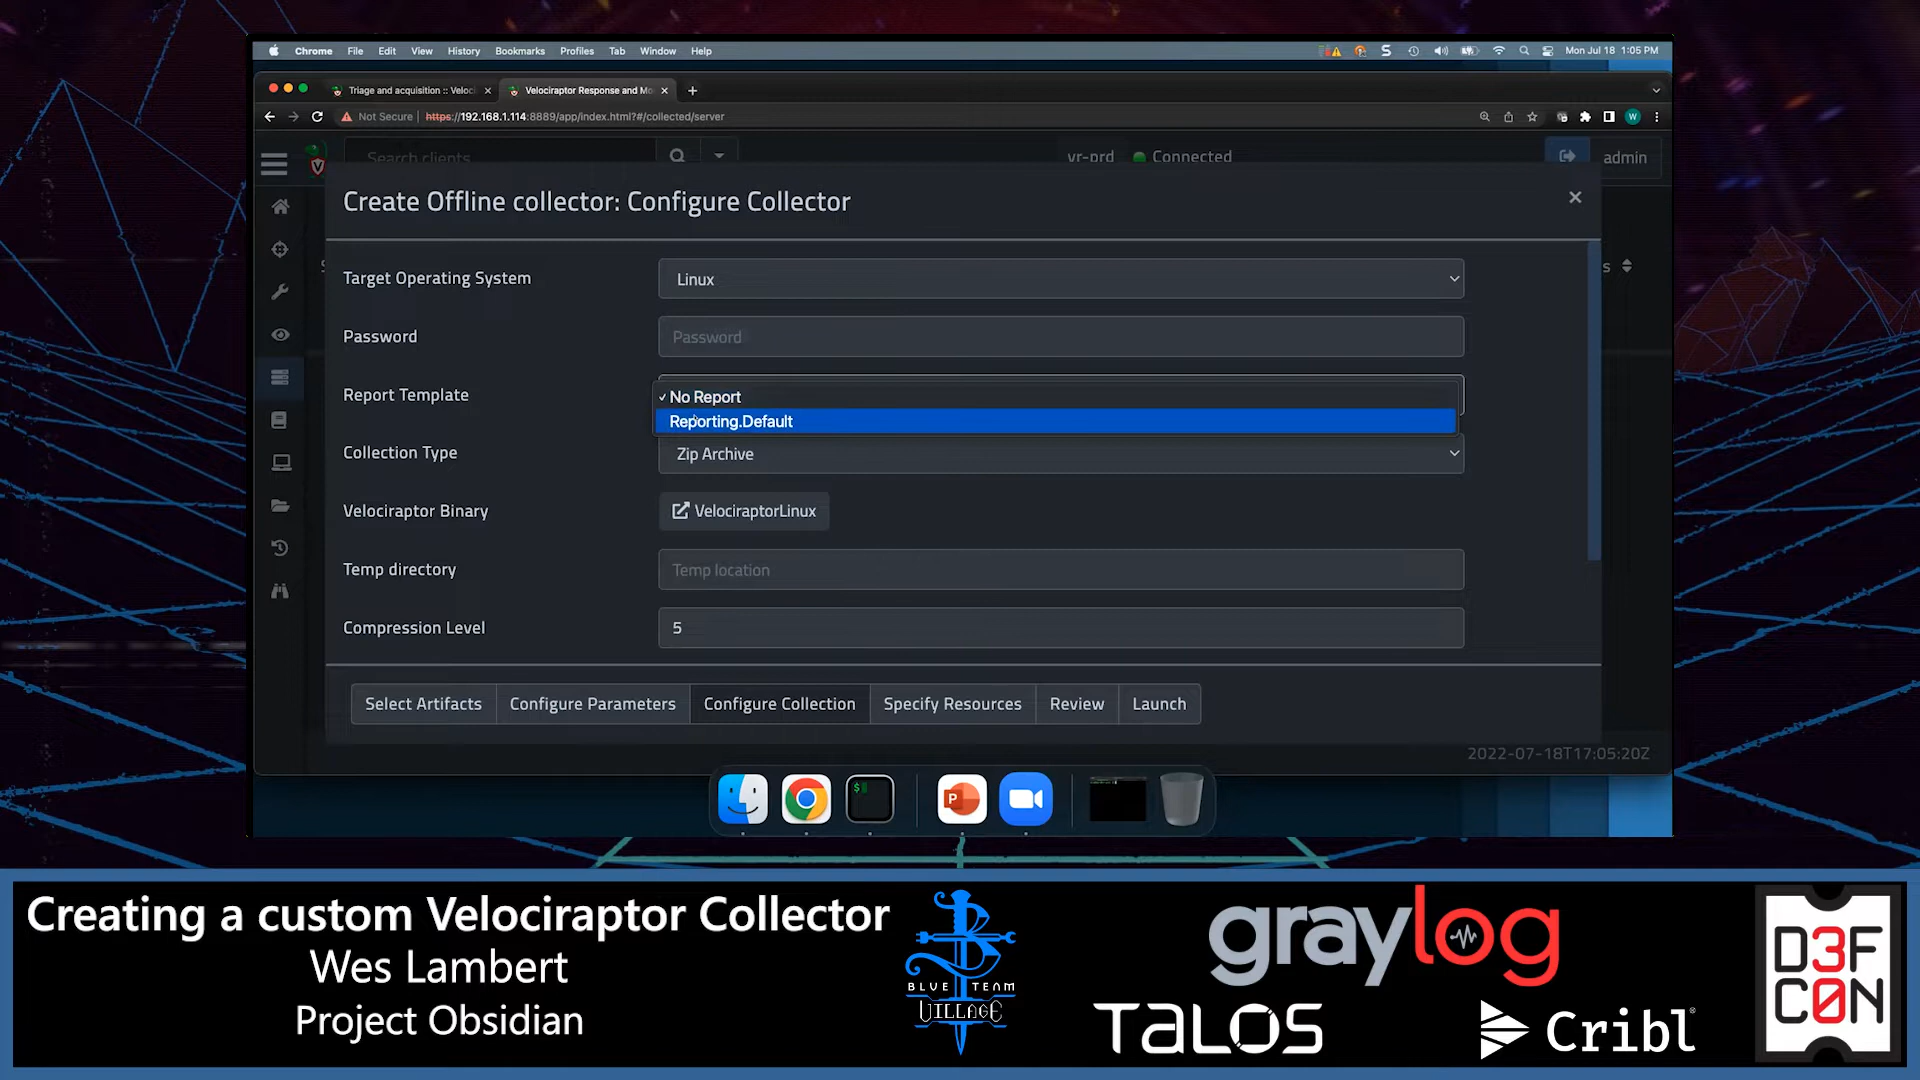 Chrome File Edit View History Bookmarks Profiles Tab Window Help
Mon Jul 18 1:05 PM
Triage and acquisition :: Veloc
Velociraptor Response and Mo
Not Secure | https://192.168.1.114:8889/app/index.html?#/collected/server
W
Search clients
vr-prd Connected
admin
Create Offline collector: Configure Collector
Target Operating System
Linux
Password
Password
Report Template
✓ No Report
Reporting.Default
Collection Type
Zip Archive
Velociraptor Binary
VelociraptorLinux
Temp directory
Temp location
Compression Level
5
Select Artifacts Configure Parameters Configure Collection Specify Resources Review Launch
2022-07-18T17:05:20Z
Creating a custom Velociraptor Collector
Wes Lambert
Project Obsidian
BLUE TEAM
VILLAGE
graylog
TALOS
Cribl
D3F
C0N